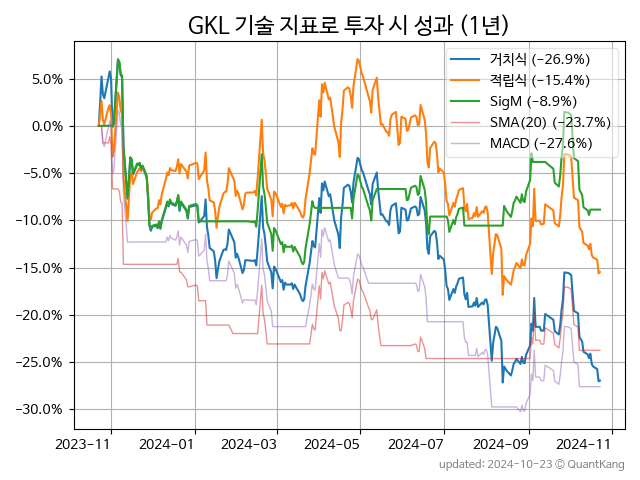 GKL 기술 지표로 투자 시 성과 (1년)
거치식 (−26.9%)
적립식 (−15.4%)
SigM (−8.9%)
SMA(20) (−23.7%)
MACD (−27.6%)
5.0%
0.0%
−5.0%
−10.0%
−15.0%
−20.0%
−25.0%
−30.0%
2023-11 2024-01 2024-03 2024-05 2024-07 2024-09 2024-11
updated: 2024-10-23 © QuantKang